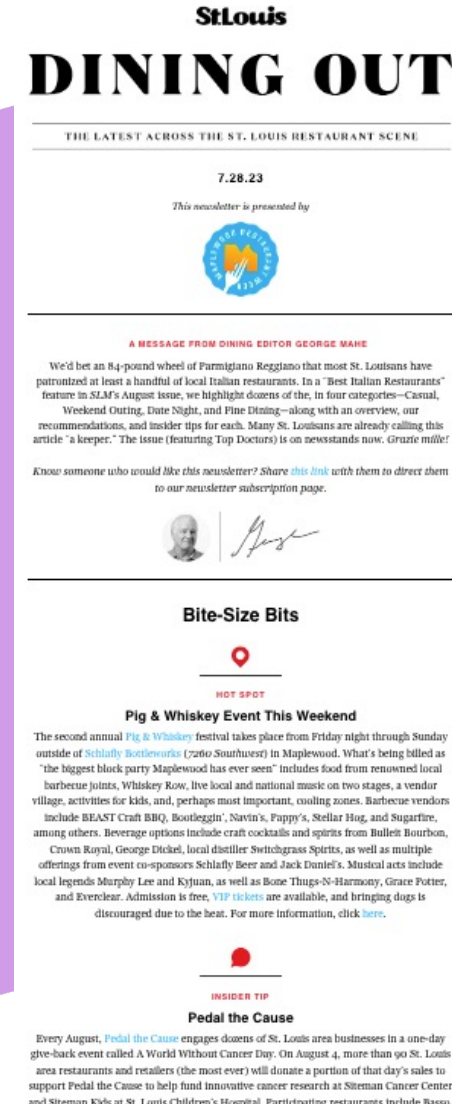 StLouis
DINING OUT
THE LATEST ACROSS THE ST. LOUIS RESTAURANT SCENE
7.28.23
This newsletter is presented by
MAPLEWOOD RESTAURANT WEEK
A MESSAGE FROM DINING EDITOR GEORGE MAHE
We'd bet an 84-pound wheel of Parmigiano Reggiano that most St. Louisans have
patronized at least a handful of local Italian restaurants. In a "Best Italian Restaurants"
feature in SLM's August issue, we highlight dozens of the, in four categories—Casual,
Weekend Outing, Date Night, and Fine Dining—along with an overview, our
recommendations, and insider tips for each. Many St. Louisans are already calling this
article "a keeper." The issue (featuring Top Doctors) is on newsstands now. Grazie mille!
Know someone who would like this newsletter? Share this link with them to direct them
to our newsletter subscription page.
Bite-Size Bits
HOT SPOT
Pig & Whiskey Event This Weekend
The second annual Pig & Whiskey festival takes place from Friday night through Sunday
outside of Schlafly Bottleworks (7260 Southwest) in Maplewood. What's being billed as
"the biggest block party Maplewood has ever seen" includes food from renowned local
barbecue joints, Whiskey Row, live local and national music on two stages, a vendor
village, activities for kids, and, perhaps most important, cooling zones. Barbecue vendors
include BEAST Craft BBQ, Bootleggin', Navin's, Pappy's, Stellar Hog, and Sugarfire,
among others. Beverage options include craft cocktails and spirits from Bulleit Bourbon,
Crown Royal, George Dickel, local distiller Switchgrass Spirits, as well as multiple
offerings from event co-sponsors Schlafly Beer and Jack Daniel's. Musical acts include
local legends Murphy Lee and Kyjuan, as well as Bone Thugs-N-Harmony, Grace Potter,
and Everclear. Admission is free, VIP tickets are available, and bringing dogs is
discouraged due to the heat. For more information, click here.
INSIDER TIP
Pedal the Cause
Every August, Pedal the Cause engages dozens of St. Louis area businesses in a one-day
give-back event called A World Without Cancer Day. On August 4, more than 90 St. Louis
area restaurants and retailers (the most ever) will donate a portion of that day's sales to
support Pedal the Cause to help fund innovative cancer research at Siteman Cancer Center
and Siteman Kids at St. Louis Children's Hospital. Participating restaurants include Basso,